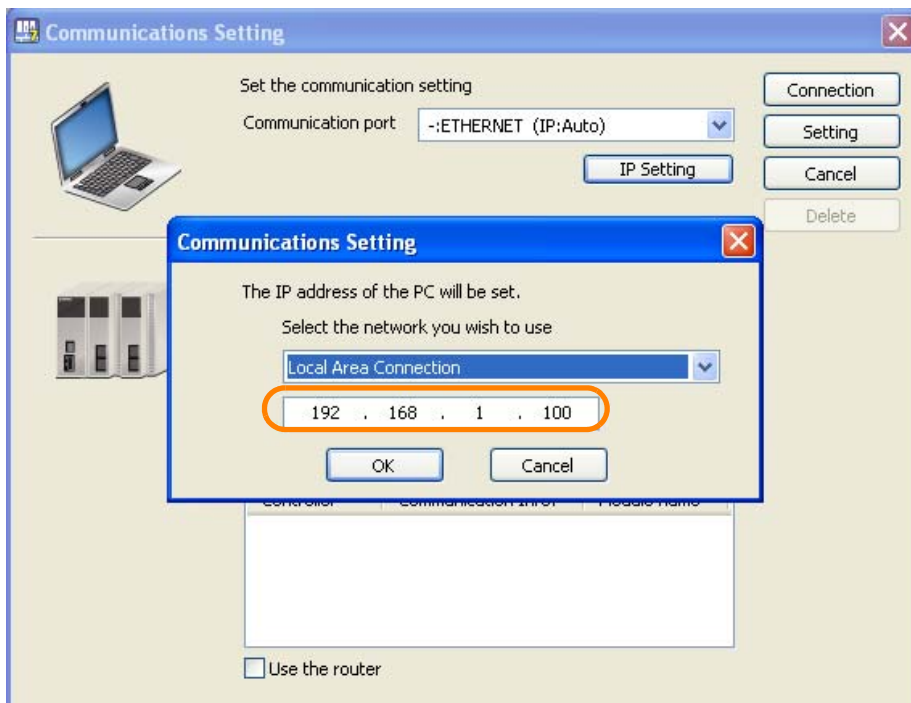 Communications Setting
Set the communication setting
Connection
Communication port -:ETHERNET (IP:Auto)
Setting
IP Setting
Cancel
Delete
Communications Setting
The IP address of the PC will be set.
Select the network you wish to use
Local Area Connection
192 . 168 . 1 . 100
OK Cancel
Use the router